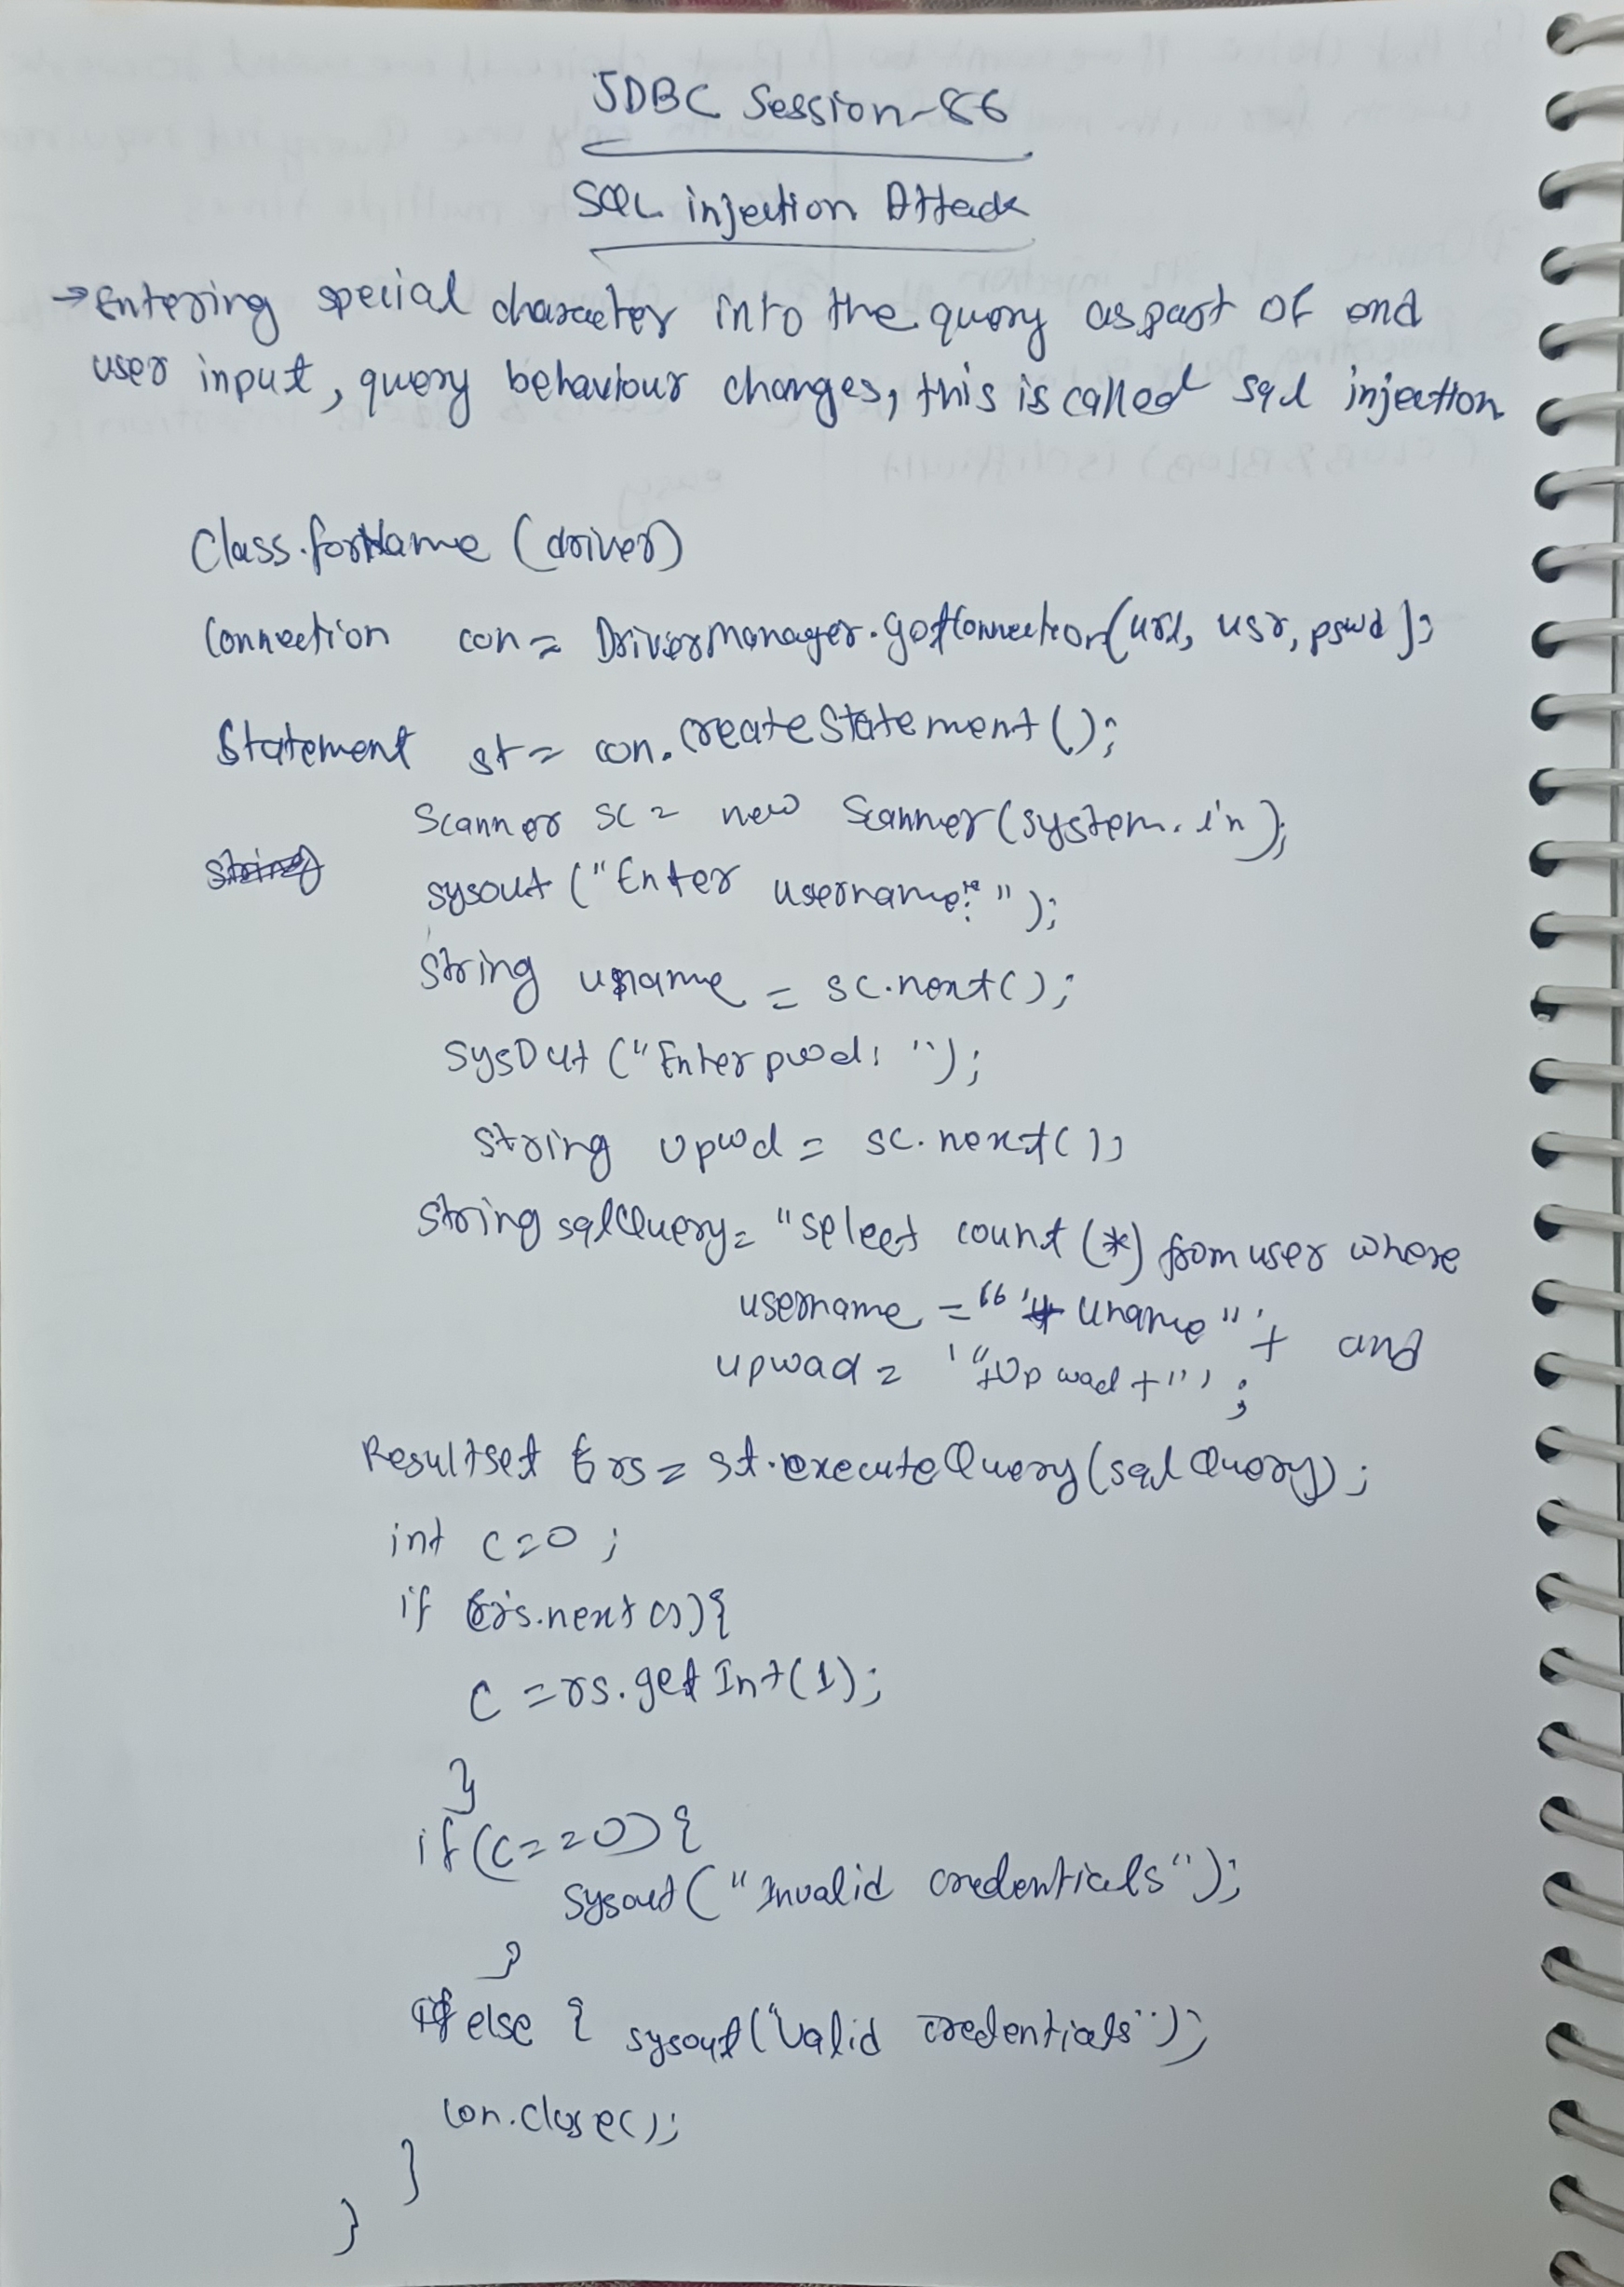 JDBC Session-86
SQL injection Attack
→ Entering special character into the query as part of end
user input, query behaviour changes, this is called sql injection
Class.forName (driver)
Connection con = DriverManager.getConnection(url, usr, pswd);
Statement st = con.createStatement();
Scanner sc = new Scanner(system.in);
sysout ("Enter username: ");
String uname = sc.next();
sysOut ("Enter pwd: ");
string upwd = sc.next();
String sqlQuery = "select count (*) from user where
username = "'+ uname "'+ and
upwad = '"+Up wad +"';
Resultset rs = st.executeQuery(sqlQuery);
int c=0 ;
if (rs.next()){
c =rs.getInt(1);
}
if(c==0){
sysout ("Invalid credentials");
}
else { sysout("Valid credentials");
con.close();
}
}